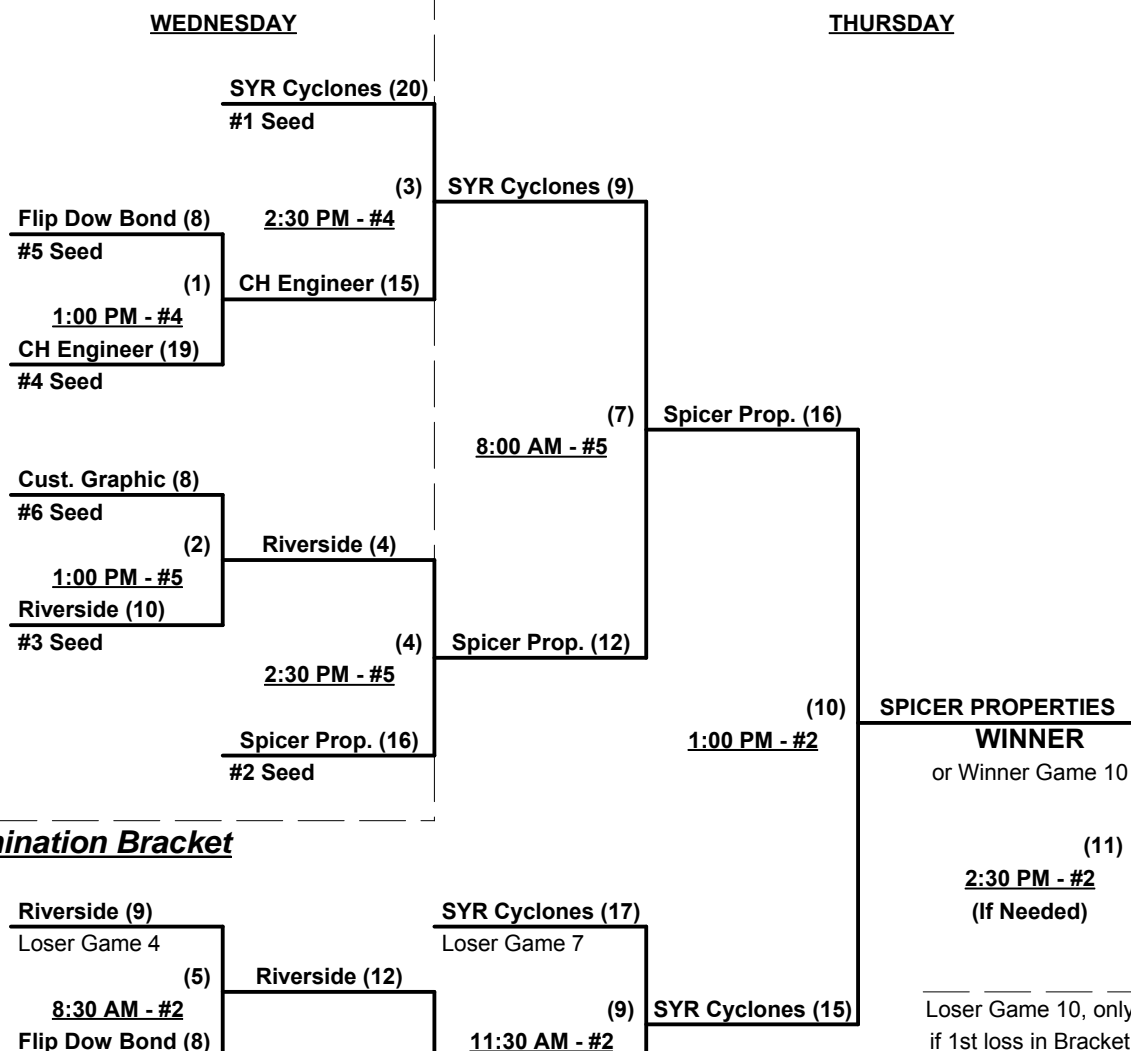 WEDNESDAY
THURSDAY
SYR Cyclones (20)
#1 Seed
(3)
SYR Cyclones (9)
Flip Dow Bond (8)
2:30 PM - #4
#5 Seed
(1)
CH Engineer (15)
1:00 PM - #4
CH Engineer (19)
#4 Seed
(7)
Spicer Prop. (16)
8:00 AM - #5
Cust. Graphic (8)
#6 Seed
(2)
Riverside (4)
1:00 PM - #5
Riverside (10)
#3 Seed
(4)
Spicer Prop. (12)
2:30 PM - #5
(10)
SPICER PROPERTIES
Spicer Prop. (16)
1:00 PM - #2
WINNER
#2 Seed
or Winner Game 10
mination Bracket
(11)
2:30 PM - #2
Riverside (9)
SYR Cyclones (17)
(If Needed)
Loser Game 4
Loser Game 7
(5)
Riverside (12)
8:30 AM - #2
(9)
SYR Cyclones (15)
Loser Game 10, only
Flip Dow Bond (8)
11:30 AM - #2
if 1st loss in Bracket